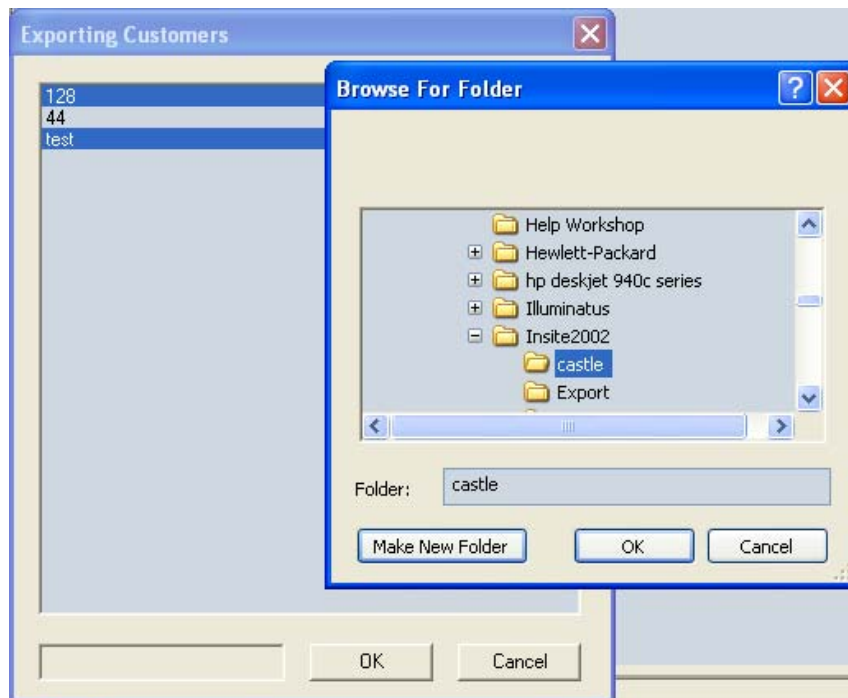 Exporting Customers
128
44
test
Browse For Folder
Help Workshop
Hewlett-Packard
hp deskjet 940c series
Illuminatus
Insite2002
castle
Export
Folder:
castle
Make New Folder
OK
Cancel
OK
Cancel